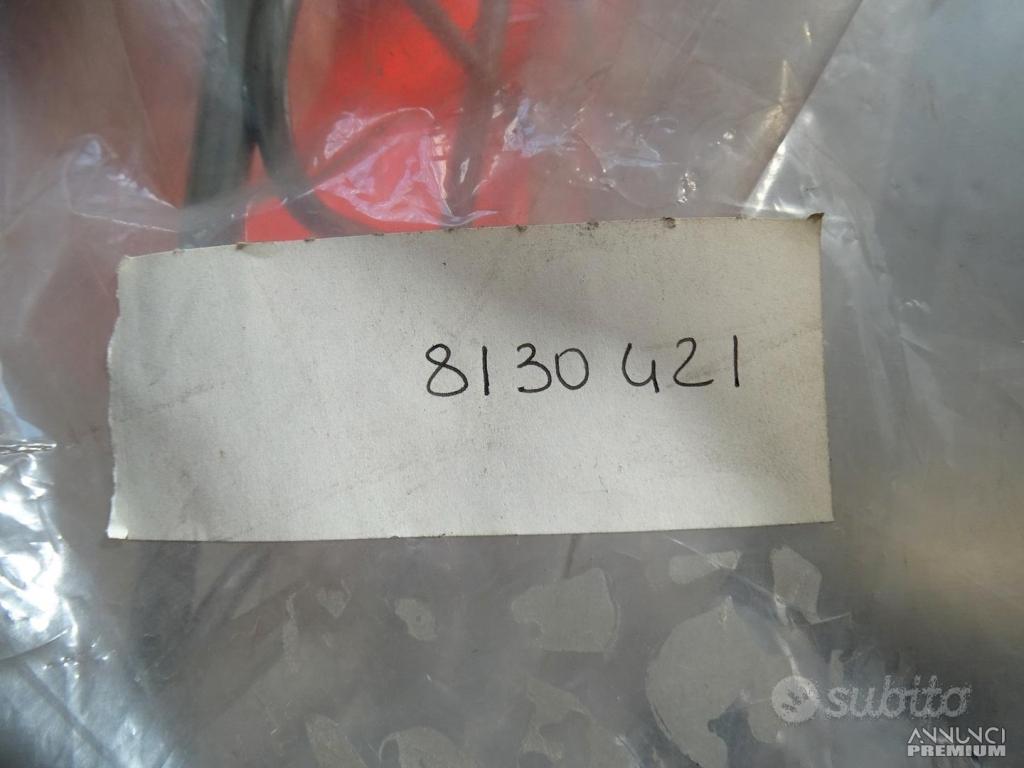 8130421
subito
ANNUNCI
PREMIUM